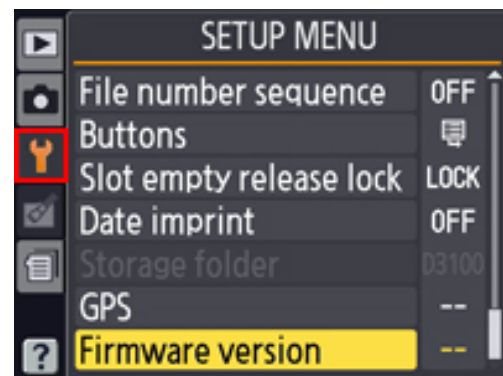 SETUP MENU
File number sequence OFF
Buttons
Slot empty release lock LOCK
Date imprint OFF
Storage folder D3100
GPS --
Firmware version --
?